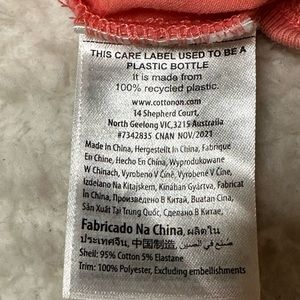 THIS CARE LABEL USED TO BE A
PLASTIC BOTTLE
It is made from
100% recycled plastic.
www.cottonon.com
14 Shepherd Court,
North Geelong VIC,3215 Australia
#7342835 CNAN NOV/2021
Made In China, Hergestellt In China, Fabriqué
En Chine, Hecho En China, Wyprodukowane
W Chinach, Vyrobeno V Číně, Vyrobené V Číne,
Izdelano Na Kitajskem, Kínában Gyártva, Fabricat
În China, Произведено В Китае, Buatan Cina,
Sản Xuất Tại Trung Quốc, Сделано В Китае,
Fabricado Na China, ผลิตใน
ประเทศจีน, 中国制造, صنع في الصين
Shell: 95% Cotton 5% Elastane
Trim: 100% Polyester, Excluding embellishments